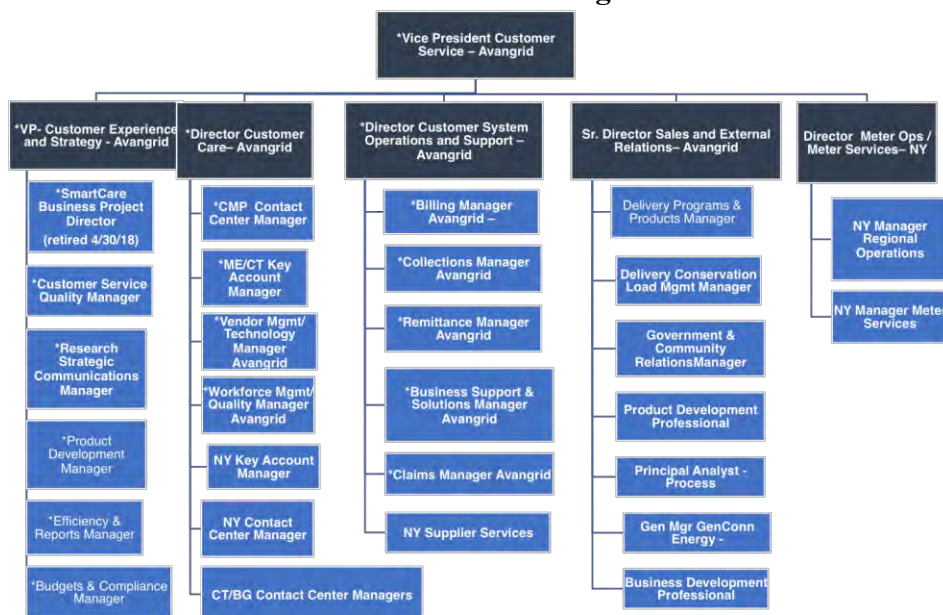 *Vice President Customer
Service – Avangrid
*VP- Customer Experience
and Strategy - Avangrid
*SmartCare
Business Project
Director
(retired 4/30/18)
*Customer Service
Quality Manager
*Research
Strategic
Communications
Manager
*Product
Development
Manager
*Efficiency &
Reports Manager
*Budgets & Compliance
Manager
*Director Customer
Care– Avangrid
*CMP Contact
Center Manager
*ME/CT Key
Account
Manager
*Vendor Mgmt/
Technology
Manager
Avangrid
*Workforce Mgmt/
Quality Manager
Avangrid
NY Key Account
Manager
NY Contact
Center Manager
CT/BG Contact Center Managers
*Director Customer System
Operations and Support –
Avangrid
*Billing Manager
Avangrid –
*Collections Manager
Avangrid
*Remittance Manager
Avangrid
*Business Support &
Solutions Manager
Avangrid
*Claims Manager Avangrid
NY Supplier Services
Sr. Director Sales and External
Relations– Avangrid
Delivery Programs &
Products Manager
Delivery Conservation
Load Mgmt Manager
Government &
Community
RelationsManager
Product Development
Professional
Principal Analyst -
Process
Gen Mgr GenConn
Energy -
Business Development
Professional
Director Meter Ops /
Meter Services– NY
NY Manager
Regional
Operations
NY Manager Meter
Services